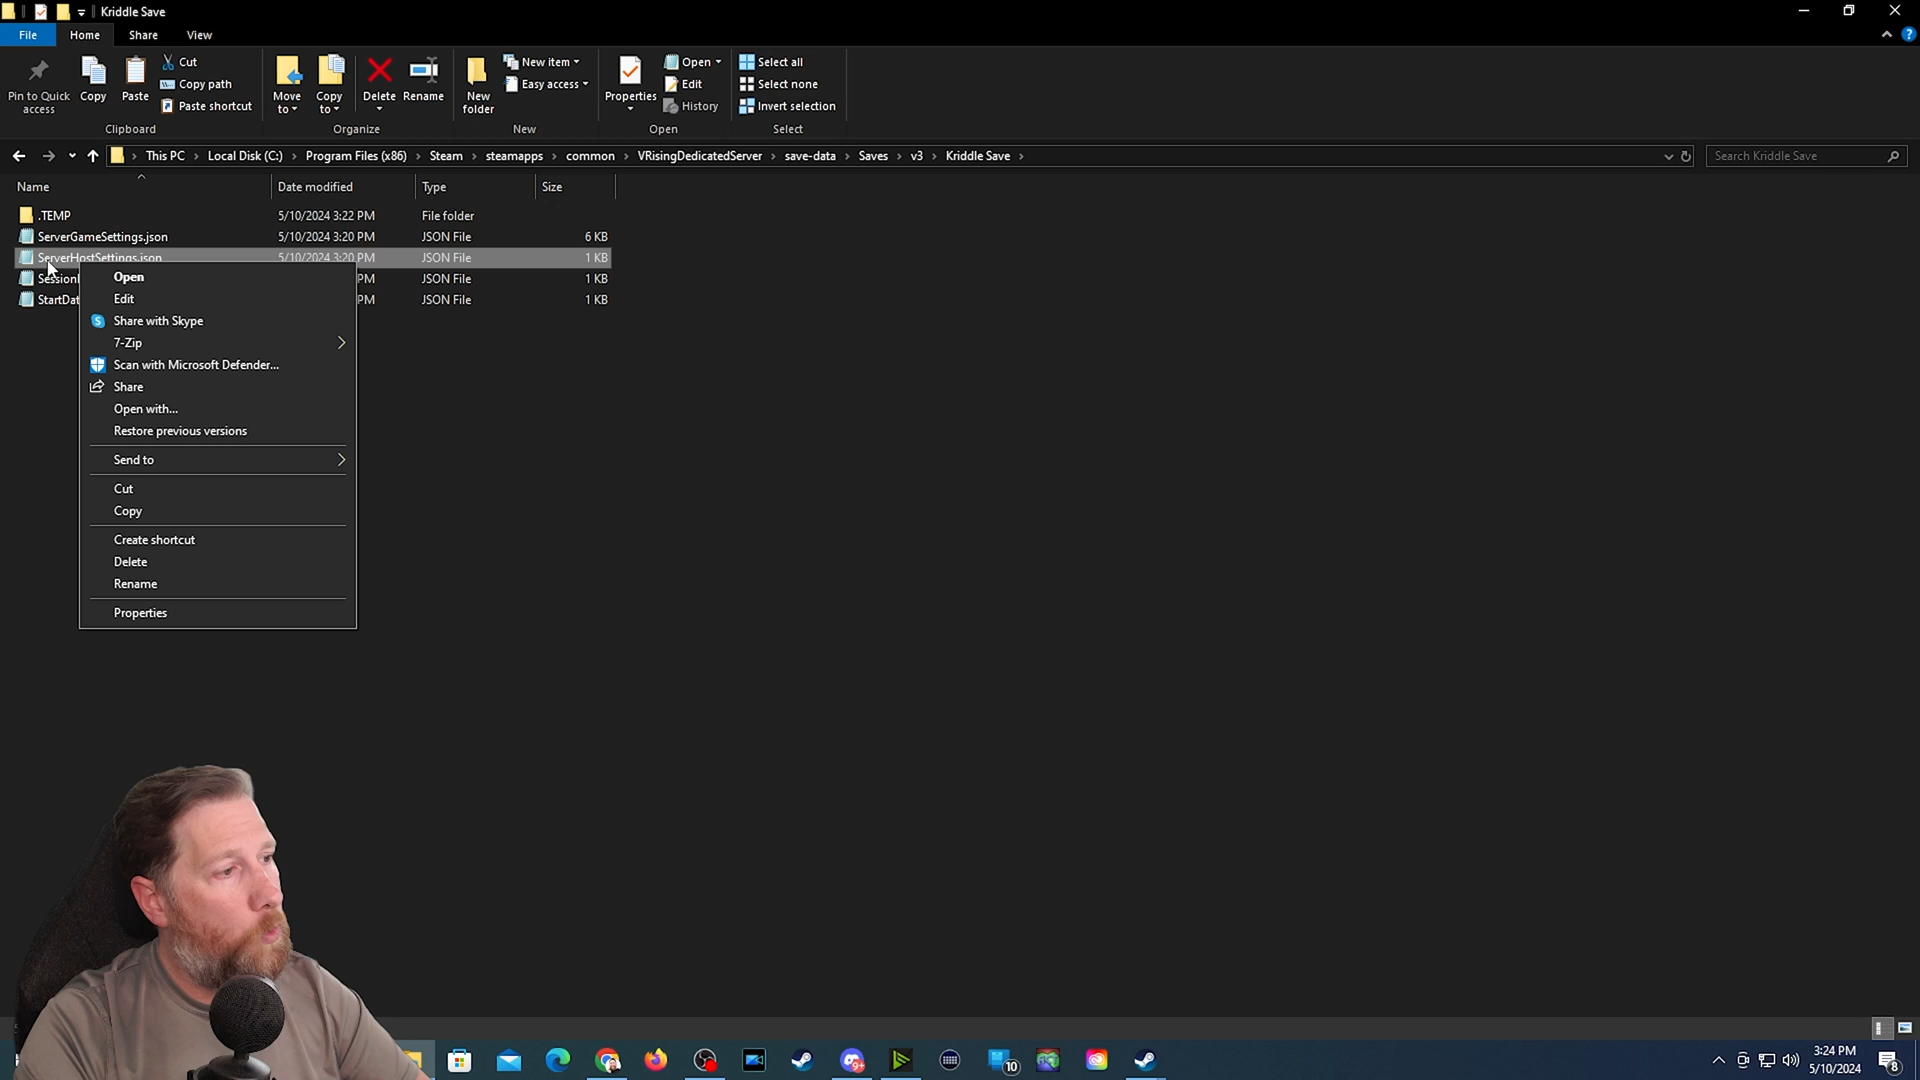 Kriddle Save
File Home Share View
Pin to Quick access
Copy
Paste
Cut
Copy path
Paste shortcut
Move to
Copy to
Delete
Rename
New folder
New item
Easy access
Properties
Open
Edit
History
Select all
Select none
Invert selection
Clipboard Organize New Open Select
This PC Local Disk (C:) Program Files (x86) Steam steamapps common VRisingDedicatedServer save-data Saves v3 Kriddle Save
Search Kriddle Save
Name Date modified Type Size
.TEMP 5/10/2024 3:22 PM File folder
ServerGameSettings.json 5/10/2024 3:20 PM JSON File 6 KB
ServerHostSettings.json 5/10/2024 3:20 PM JSON File 1 KB
SessionI PM JSON File 1 KB
StartDat PM JSON File 1 KB
Open
Edit
Share with Skype
7-Zip
Scan with Microsoft Defender...
Share
Open with...
Restore previous versions
Send to
Cut
Copy
Create shortcut
Delete
Rename
Properties
9+
10
3:24 PM
5/10/2024
8